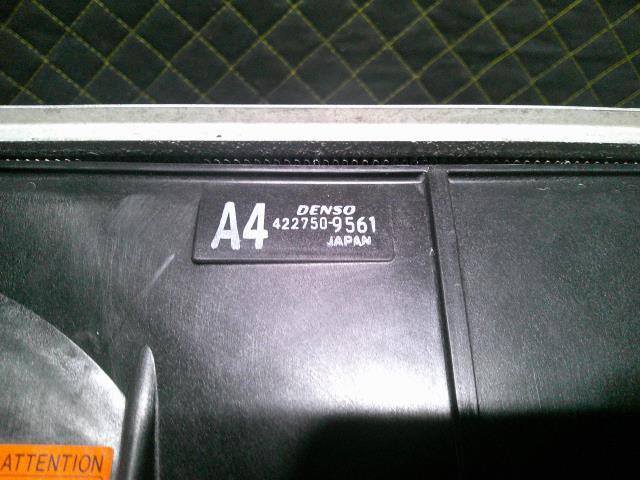 A4
DENSO
422750-9561
JAPAN
ATTENTION